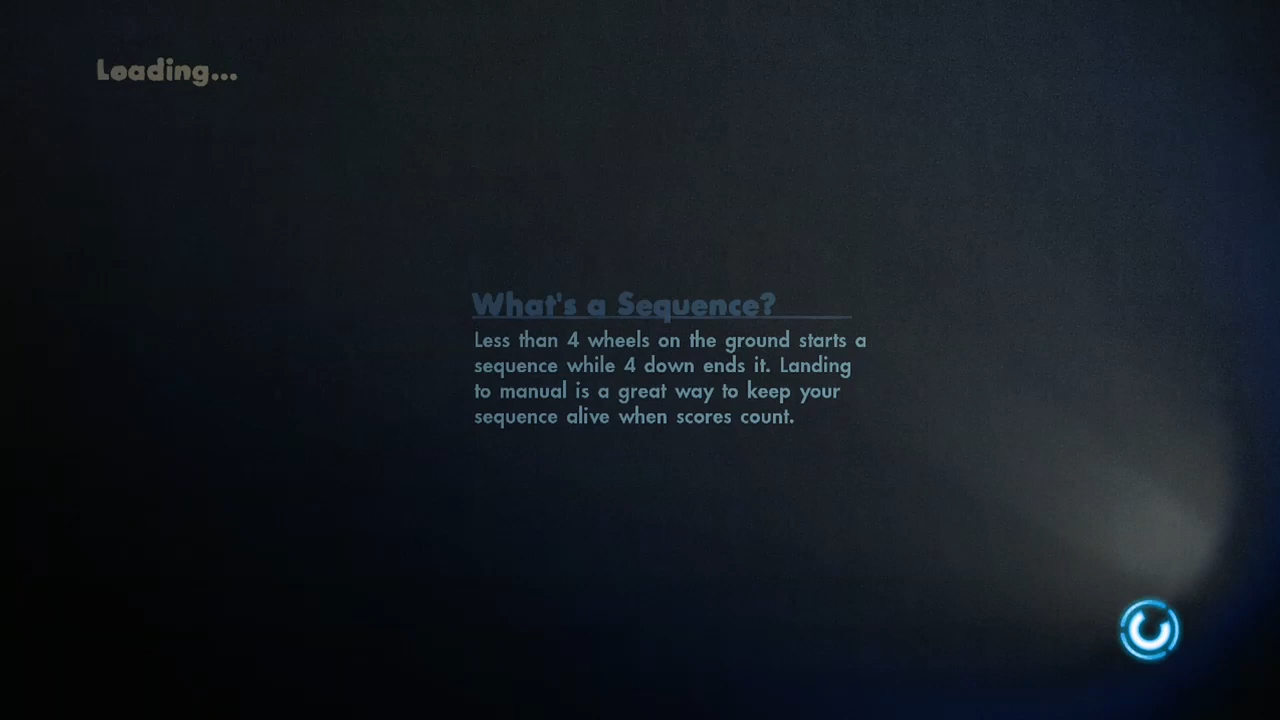 Loading...
What's a Sequence?
Less than 4 wheels on the ground starts a
sequence while 4 down ends it. Landing
to manual is a great way to keep your
sequence alive when scores count.